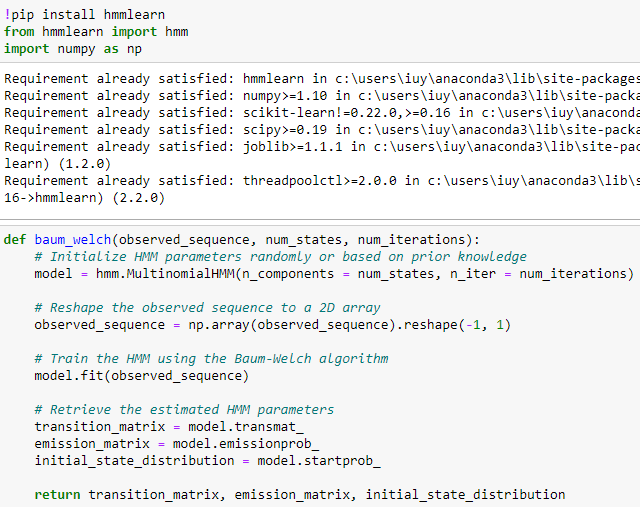 !pip install hmmlearn
from hmmlearn import hmm
import numpy as np
Requirement already satisfied: hmmlearn in c:\users\iuy\anaconda3\lib\site-packages
Requirement already satisfied: numpy>=1.10 in c:\users\iuy\anaconda3\lib\site-packa
Requirement already satisfied: scikit-learn!=0.22.0,>=0.16 in c:\users\iuy\anaconda
Requirement already satisfied: scipy>=0.19 in c:\users\iuy\anaconda3\lib\site-packa
Requirement already satisfied: joblib>=1.1.1 in c:\users\iuy\anaconda3\lib\site-pac
learn) (1.2.0)
Requirement already satisfied: threadpoolctl>=2.0.0 in c:\users\iuy\anaconda3\lib\s
16->hmmlearn) (2.2.0)
def baum_welch(observed_sequence, num_states, num_iterations):
    # Initialize HMM parameters randomly or based on prior knowledge
    model = hmm.MultinomialHMM(n_components = num_states, n_iter = num_iterations)
    # Reshape the observed sequence to a 2D array
    observed_sequence = np.array(observed_sequence).reshape(-1, 1)
    # Train the HMM using the Baum-Welch algorithm
    model.fit(observed_sequence)
    # Retrieve the estimated HMM parameters
    transition_matrix = model.transmat_
    emission_matrix = model.emissionprob_
    initial_state_distribution = model.startprob_
    return transition_matrix, emission_matrix, initial_state_distribution